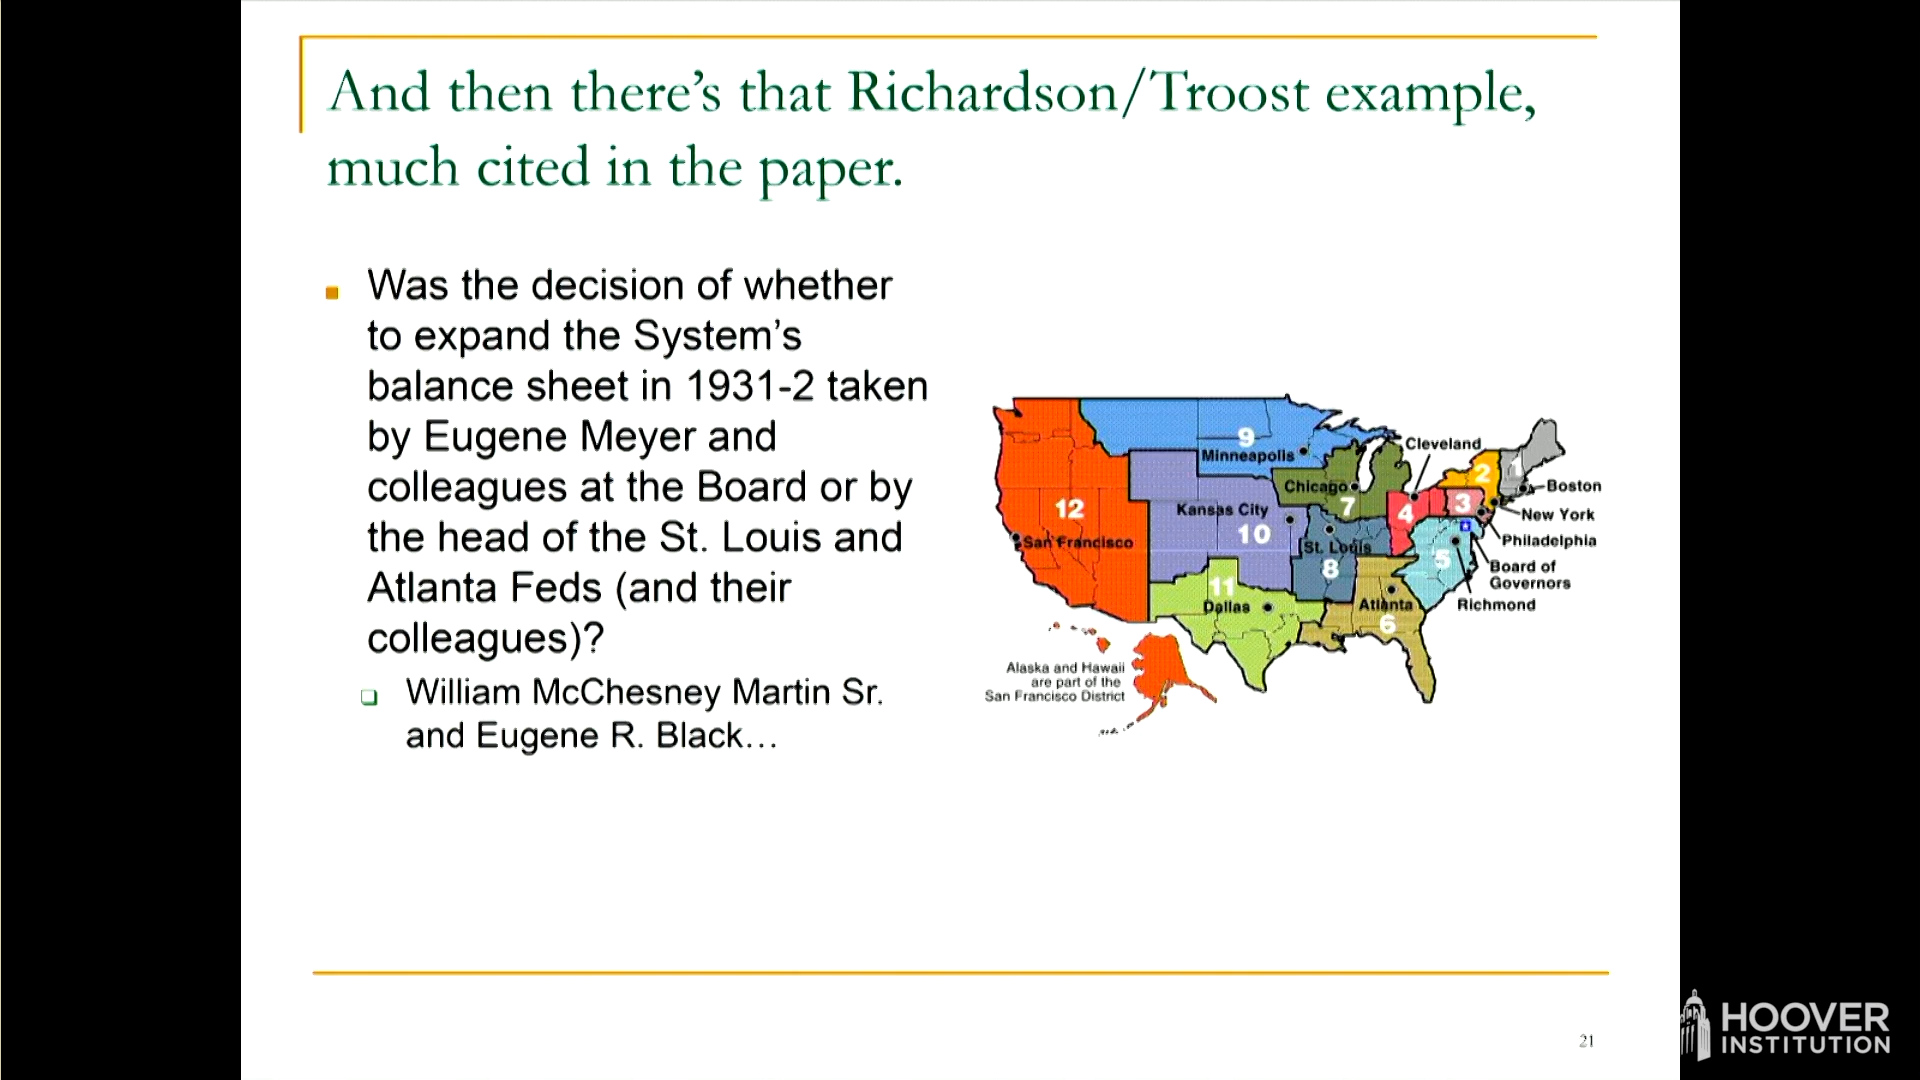 And then there's that Richardson/Troost example,
much cited in the paper.
Was the decision of whether
to expand the System's
balance sheet in 1931-2 taken
by Eugene Meyer and
colleagues at the Board or by
the head of the St. Louis and
Atlanta Feds (and their
colleagues)?
William McChesney Martin Sr.
and Eugene R. Black...
9
Minneapolis
Cleveland
2
1
Boston
Chicago
7
12
Kansas City
10
4
3
New York
San Francisco
St. Louis
8
Philadelphia
5
Board of
Governors
11
Dallas
Atlanta
6
Richmond
Alaska and Hawaii
are part of the
San Francisco District
21
HOOVER
INSTITUTION